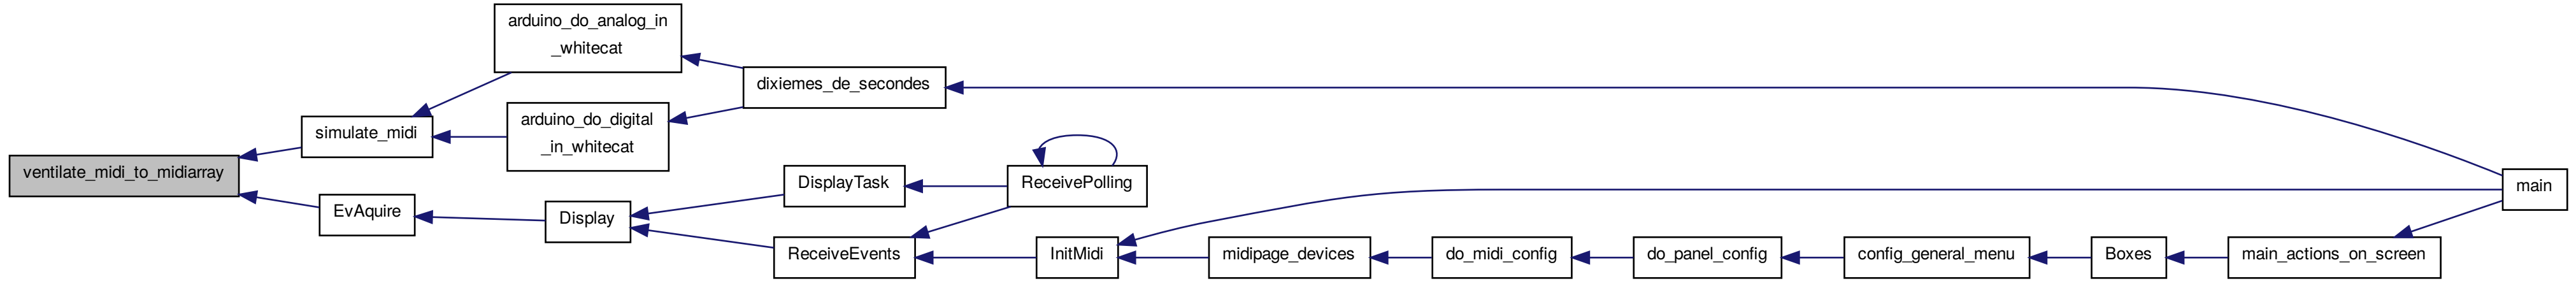 ventilate_midi_to_midiarray
simulate_midi
arduino_do_analog_in
_whitecat
dixiemes_de_secondes
main
arduino_do_digital
_in_whitecat
EvAquire
Display
DisplayTask
ReceivePolling
ReceiveEvents
InitMidi
midipage_devices
do_midi_config
do_panel_config
config_general_menu
Boxes
main_actions_on_screen